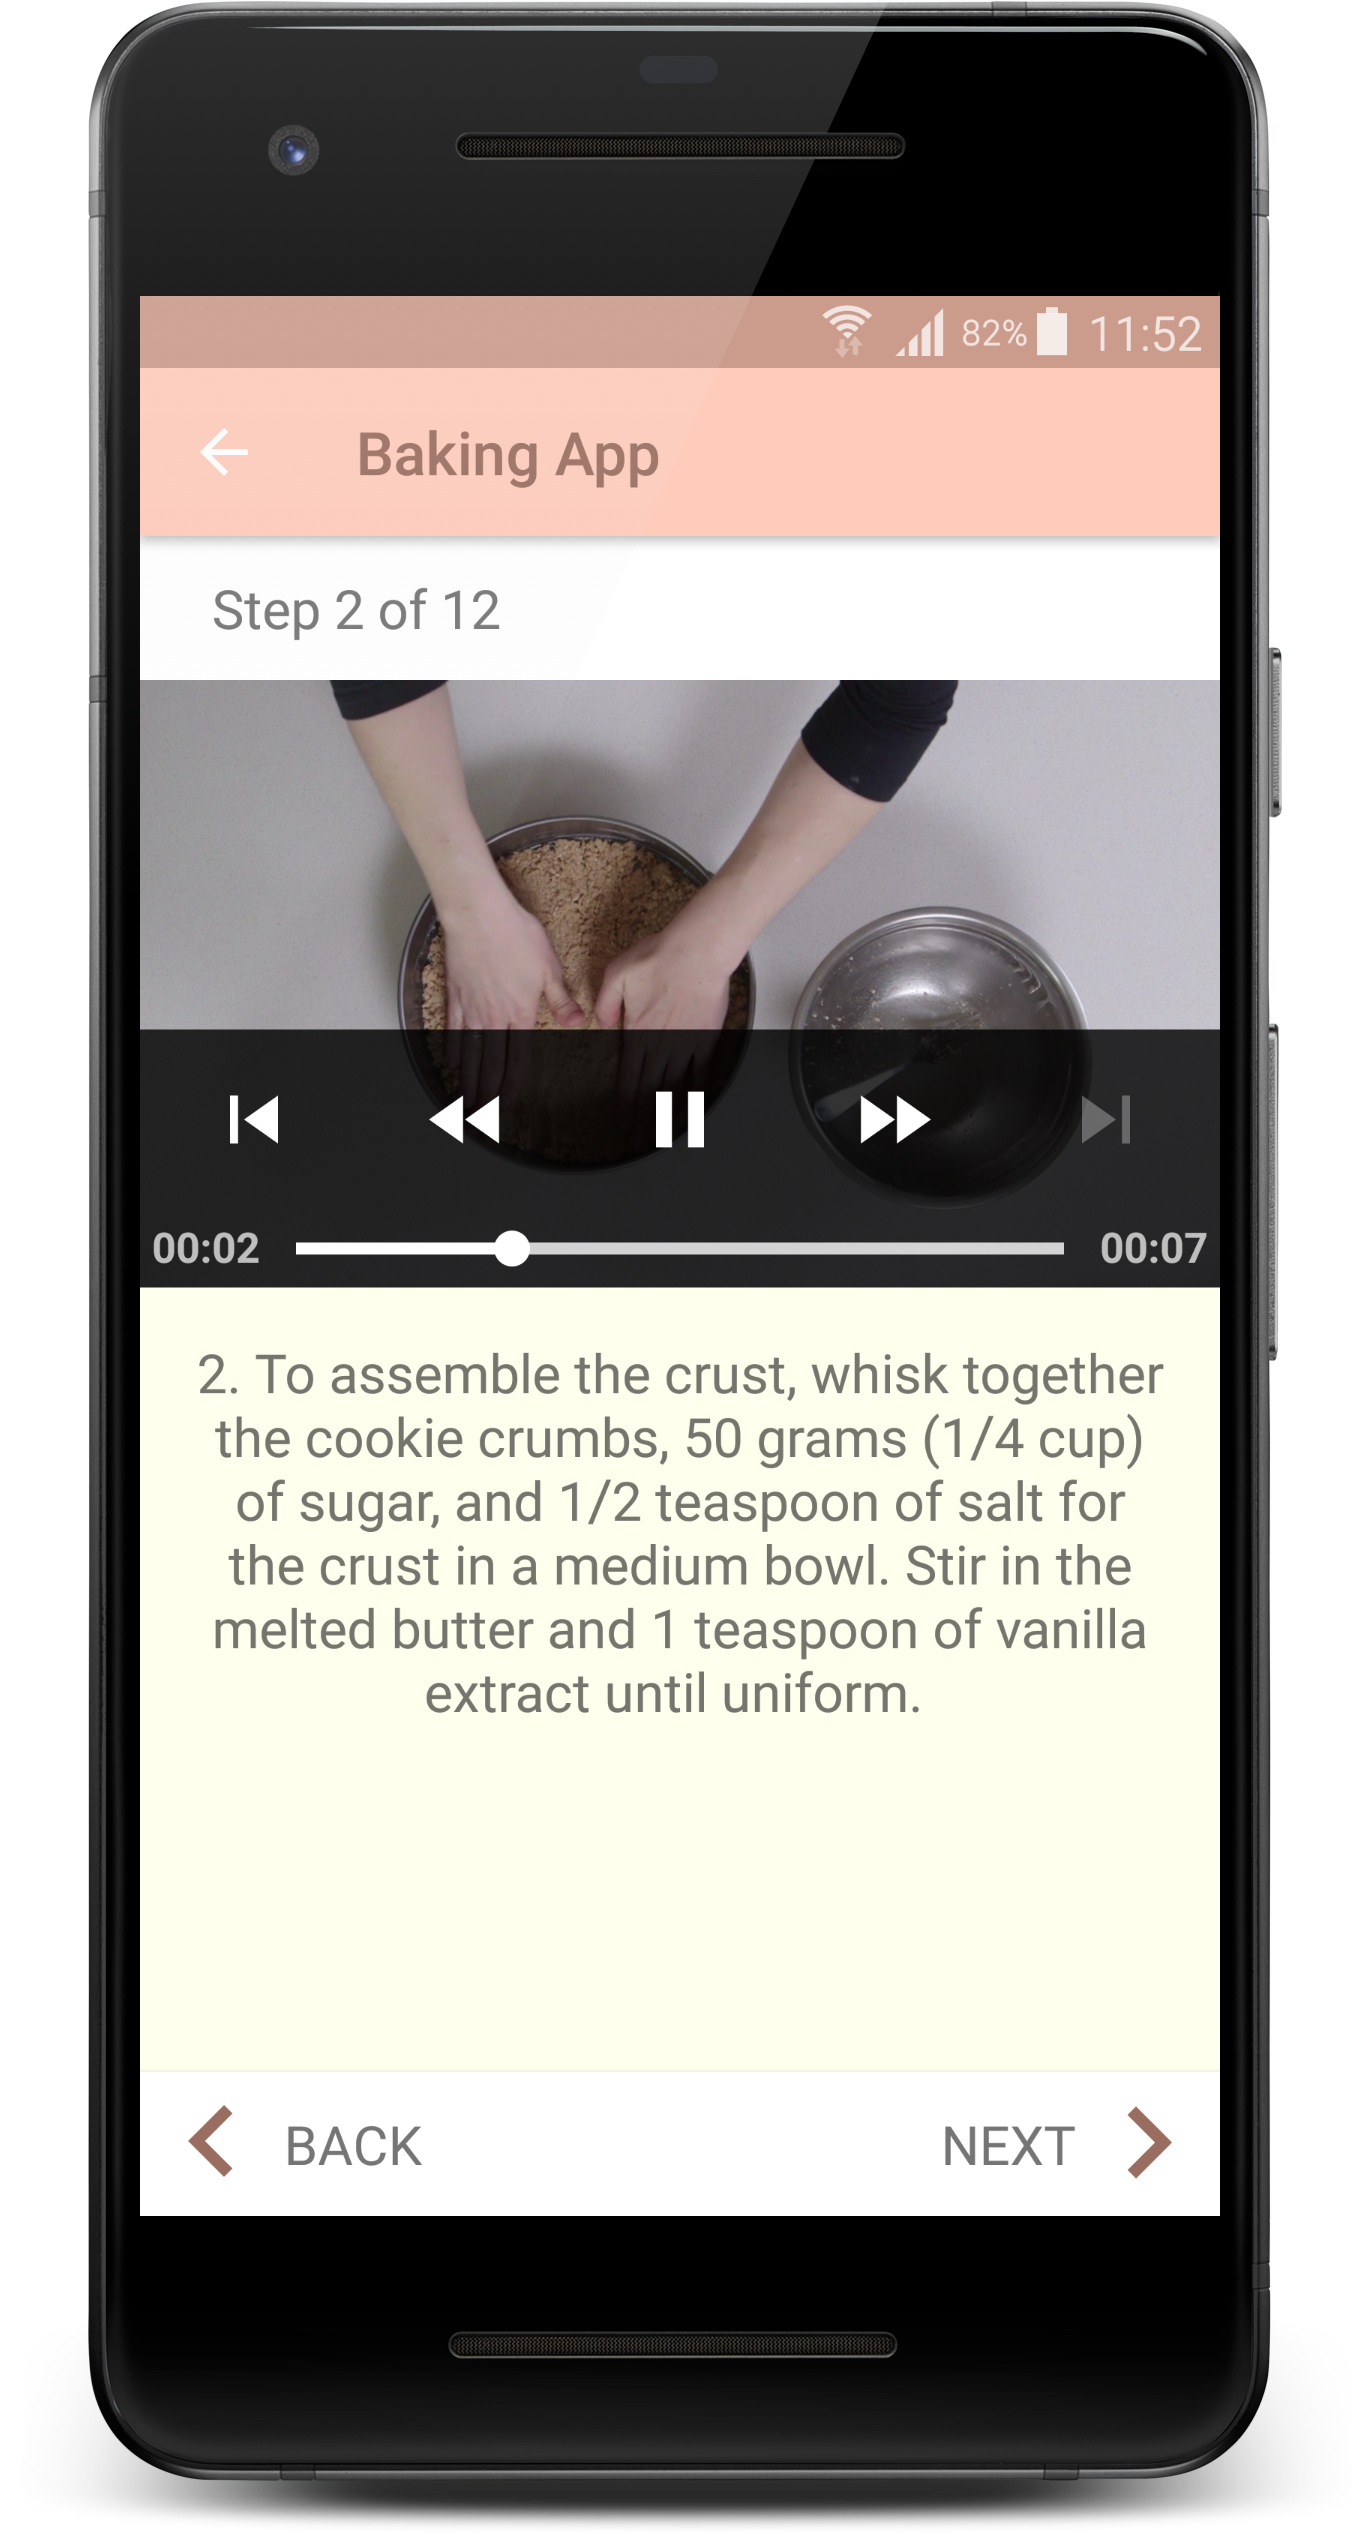 82% 11:52
Baking App
Step 2 of 12
00:02 00:07
2. To assemble the crust, whisk together
the cookie crumbs, 50 grams (1/4 cup)
of sugar, and 1/2 teaspoon of salt for
the crust in a medium bowl. Stir in the
melted butter and 1 teaspoon of vanilla
extract until uniform.
BACK NEXT